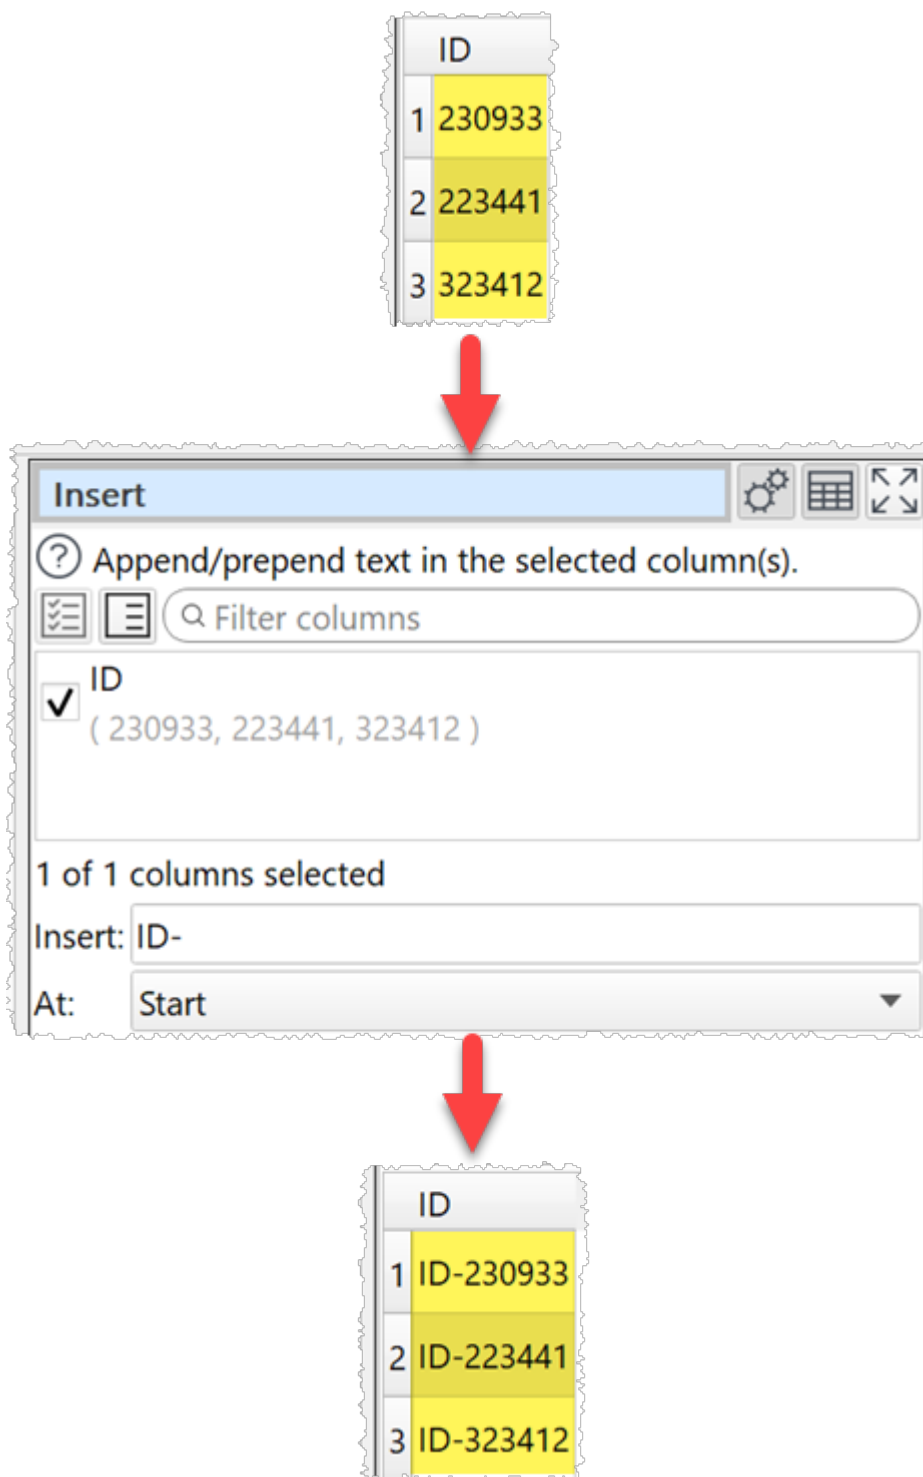 ID
1 230933
2 223441
3 323412
Insert
? Append/prepend text in the selected column(s).
Filter columns
ID
( 230933, 223441, 323412 )
1 of 1 columns selected
Insert: ID-
At: Start
ID
1 ID-230933
2 ID-223441
3 ID-323412